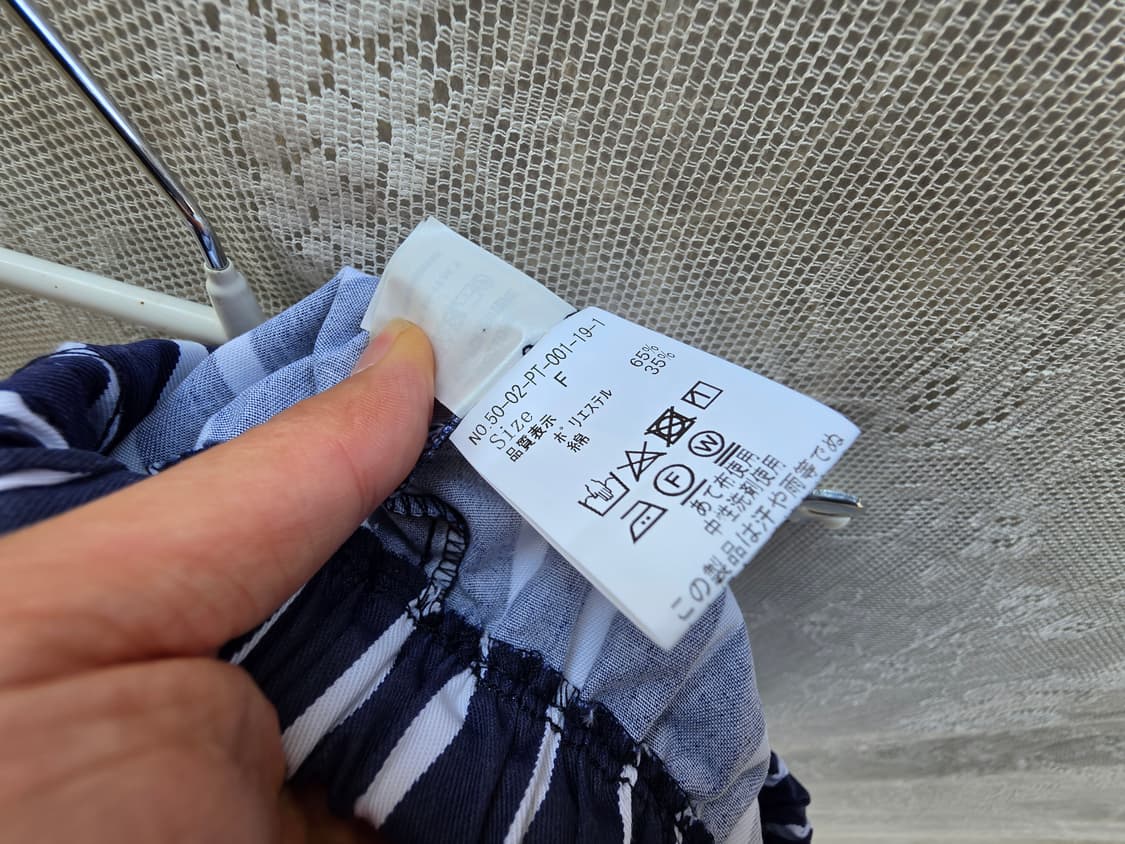 NO.50-02-PT-001-19-1
Size F
品質表示
ポリエステル 65%
綿 35%
F W
あて布使用,
中性洗剤使用.
この製品は汗や雨等でぬ